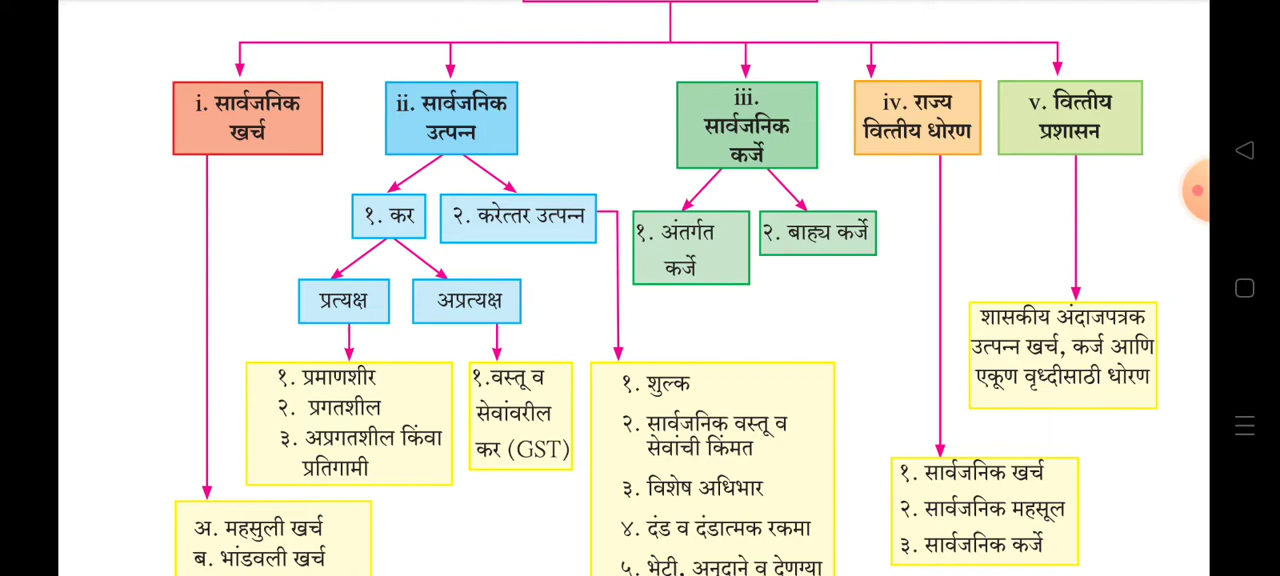 i. सार्वजनिक
खर्च
ii. सार्वजनिक
उत्पन्न
iii.
सार्वजनिक
कर्जे
iv. राज्य
वित्तीय धोरण
v. वित्तीय
प्रशासन
१. कर
२. करेत्तर उत्पन्न
१. अंतर्गत
कर्जे
२. बाह्य कर्जे
प्रत्यक्ष
अप्रत्यक्ष
शासकीय अंदाजपत्रक
उत्पन्न खर्च, कर्ज आणि
एकूण वृध्दीसाठी धोरण
१. प्रमाणशीर
२. प्रगतशील
३. अप्रगतशील किंवा
प्रतिगामी
१.वस्तू व
सेवांवरील
कर (GST)
१. शुल्क
२. सार्वजनिक वस्तू व
सेवांची किंमत
३. विशेष अधिभार
४. दंड व दंडात्मक रकमा
५. भेटी, अनुदाने व देणग्या
१. सार्वजनिक खर्च
२. सार्वजनिक महसूल
३. सार्वजनिक कर्जे
अ. महसुली खर्च
ब. भांडवली खर्च